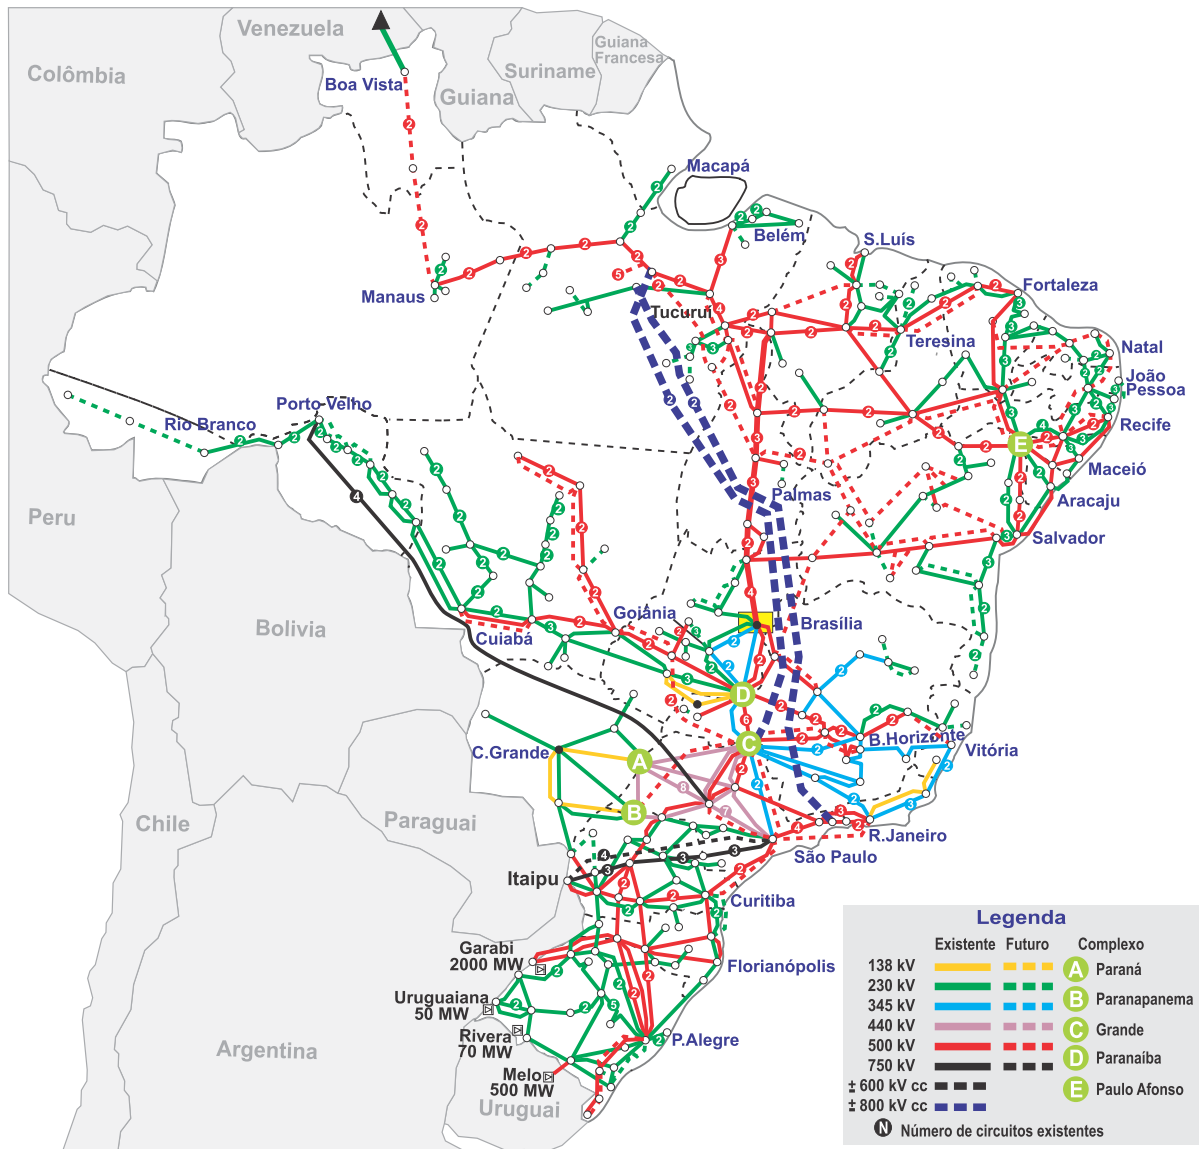 Venezuela
Guiana
Francesa
Colômbia
Suriname
Boa Vista
Guiana
Macapá
Belém
S.Luís
Manaus
Fortaleza
Tucuruí
Teresina
Natal
João
Pessoa
Porto Velho
Rio Branco
Recife
E
Maceió
Palmas
Aracaju
Peru
Salvador
Goiânia
Brasília
Bolivia
Cuiabá
D
C.Grande
C
B.Horizonte
Vitória
A
B
Chile
Paraguai
R.Janeiro
São Paulo
Itaipu
Curitiba
Garabi
2000 MW
Florianópolis
Uruguaiana
50 MW
Rivera
70 MW
P.Alegre
Argentina
Melo
500 MW
Uruguai
Legenda
Existente Futuro Complexo
138 kV A Paraná
230 kV
345 kV B Paranapanema
440 kV C Grande
500 kV D Paranaíba
750 kV
± 600 kV cc E Paulo Afonso
± 800 kV cc
N Número de circuitos existentes